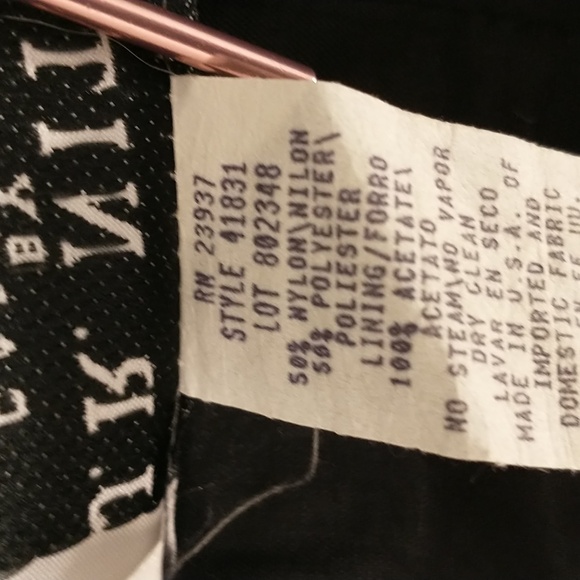 RN 23937
STYLE 41831
LOT 802348
50% NYLON\NILON
50% POLYESTER\
POLIESTER
LINING/FORRO
100% ACETATE\
ACETATO
NO STEAM\NO VAPOR
DRY CLEAN
LAVAR EN SECO
MADE IN U.S.A. OF
IMPORTED AND
DOMESTIC FABRIC